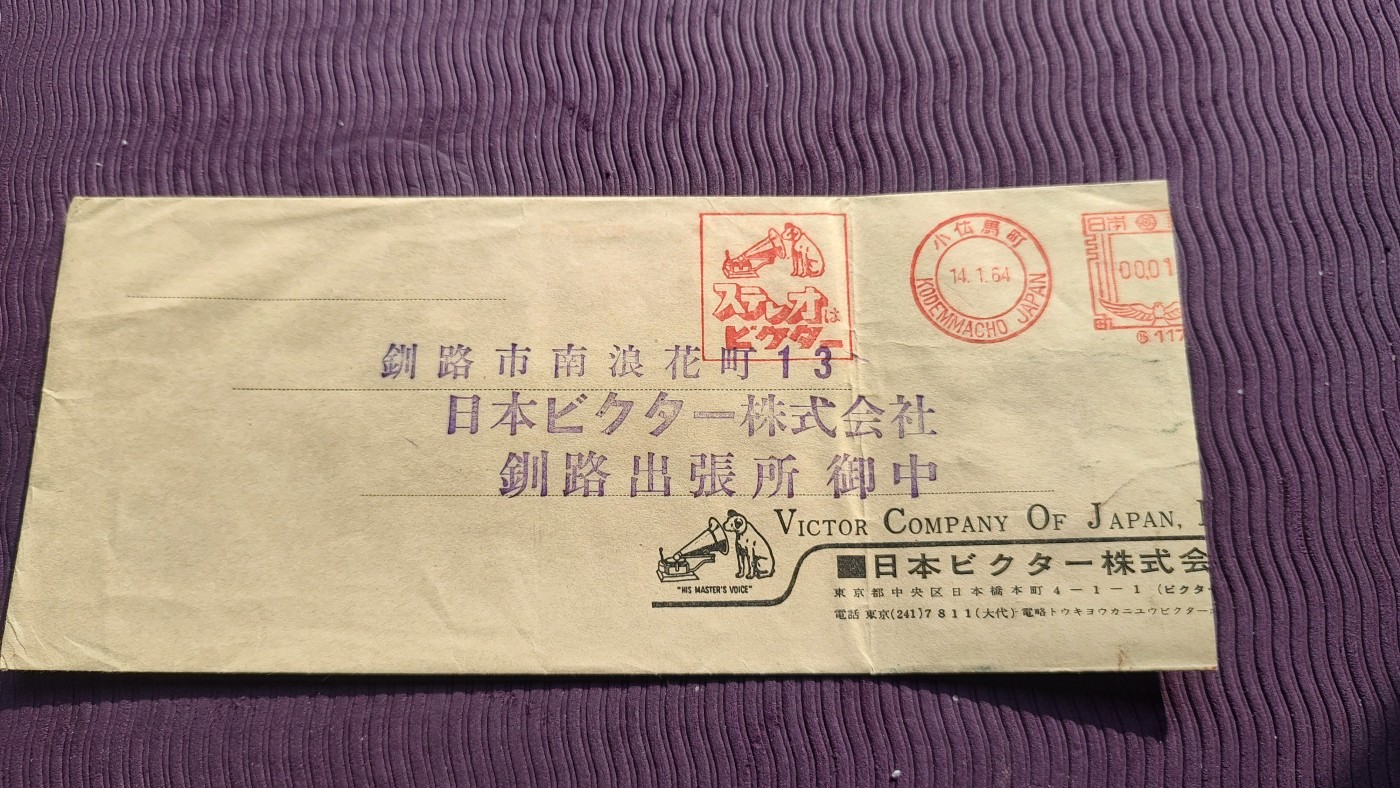 ステレオは
ビクター
小伝馬町
14.1.64
KODEMMACHO JAPAN
日本
00.01
117
釧路市南浪花町13
日本ビクター株式会社
釧路出張所 御中
VICTOR COMPANY OF JAPAN,
"HIS MASTER'S VOICE"
■日本ビクター株式会
東京都中央区日本橋本町4-1-1 (ビクタ
電話 東京(241)7811(大代) 電略トウキヨウカニユウビクター